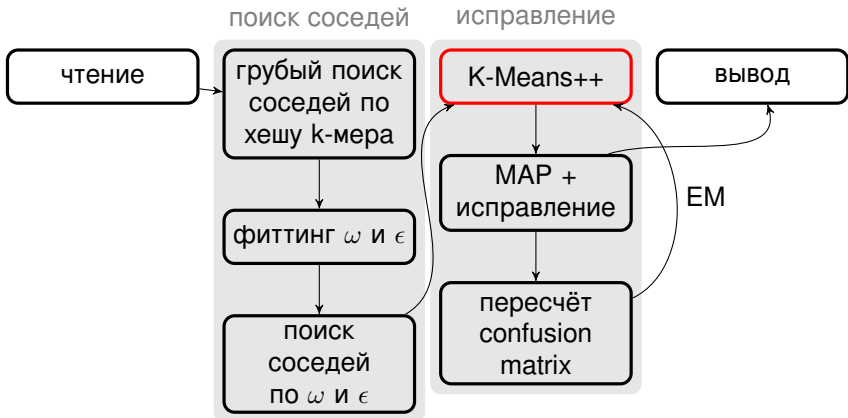 поиск соседей
исправление
чтение
грубый поиск
соседей по
хешу k-мера
фиттинг ω и ϵ
поиск
соседей
по ω и ϵ
K-Means++
MAP +
исправление
пересчёт
confusion
matrix
EM
вывод